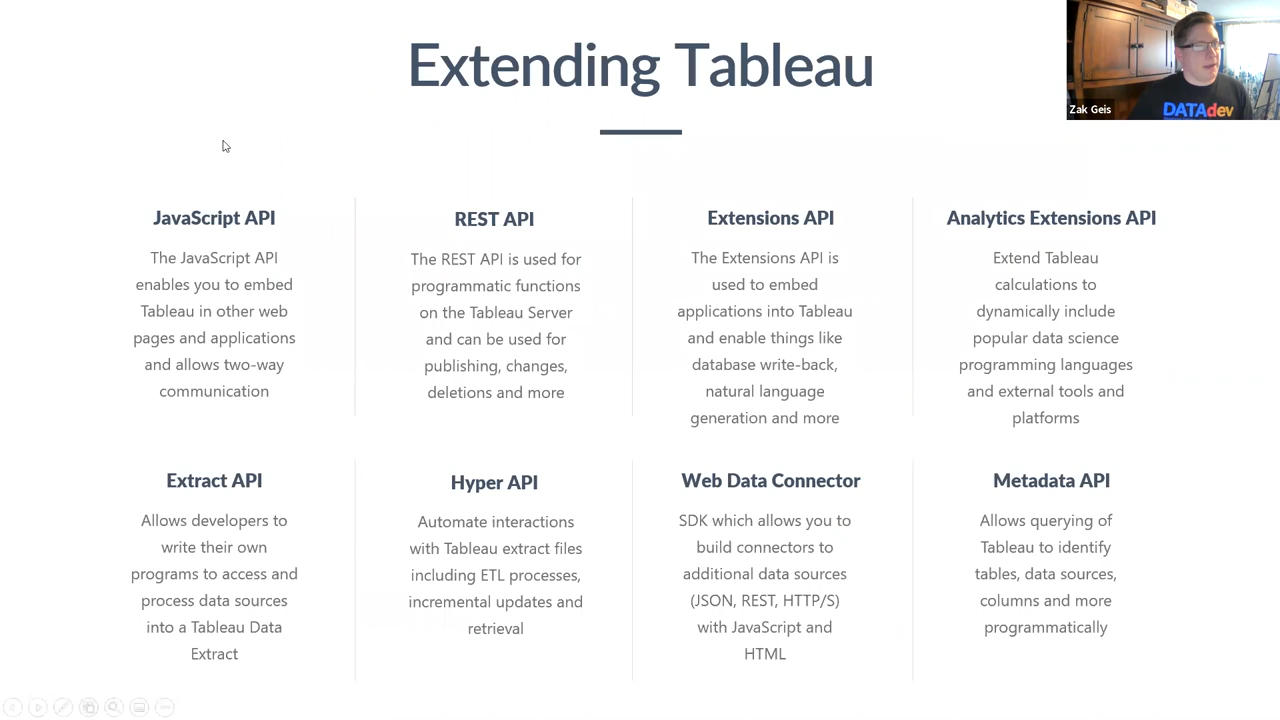 Extending Tableau
Zak Geis
DATAdev
JavaScript API
The JavaScript API
enables you to embed
Tableau in other web
pages and applications
and allows two-way
communication
REST API
The REST API is used for
programmatic functions
on the Tableau Server
and can be used for
publishing, changes,
deletions and more
Extensions API
The Extensions API is
used to embed
applications into Tableau
and enable things like
database write-back,
natural language
generation and more
Analytics Extensions API
Extend Tableau
calculations to
dynamically include
popular data science
programming languages
and external tools and
platforms
Extract API
Allows developers to
write their own
programs to access and
process data sources
into a Tableau Data
Extract
Hyper API
Automate interactions
with Tableau extract files
including ETL processes,
incremental updates and
retrieval
Web Data Connector
SDK which allows you to
build connectors to
additional data sources
(JSON, REST, HTTP/S)
with JavaScript and
HTML
Metadata API
Allows querying of
Tableau to identify
tables, data sources,
columns and more
programmatically